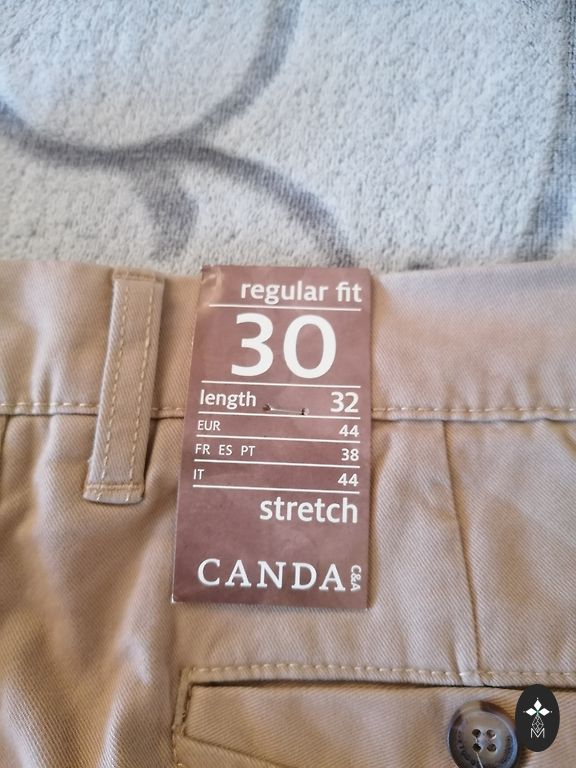 regular fit
30
length 32
EUR 44
FR ES PT 38
IT 44
stretch
CANDA C&A